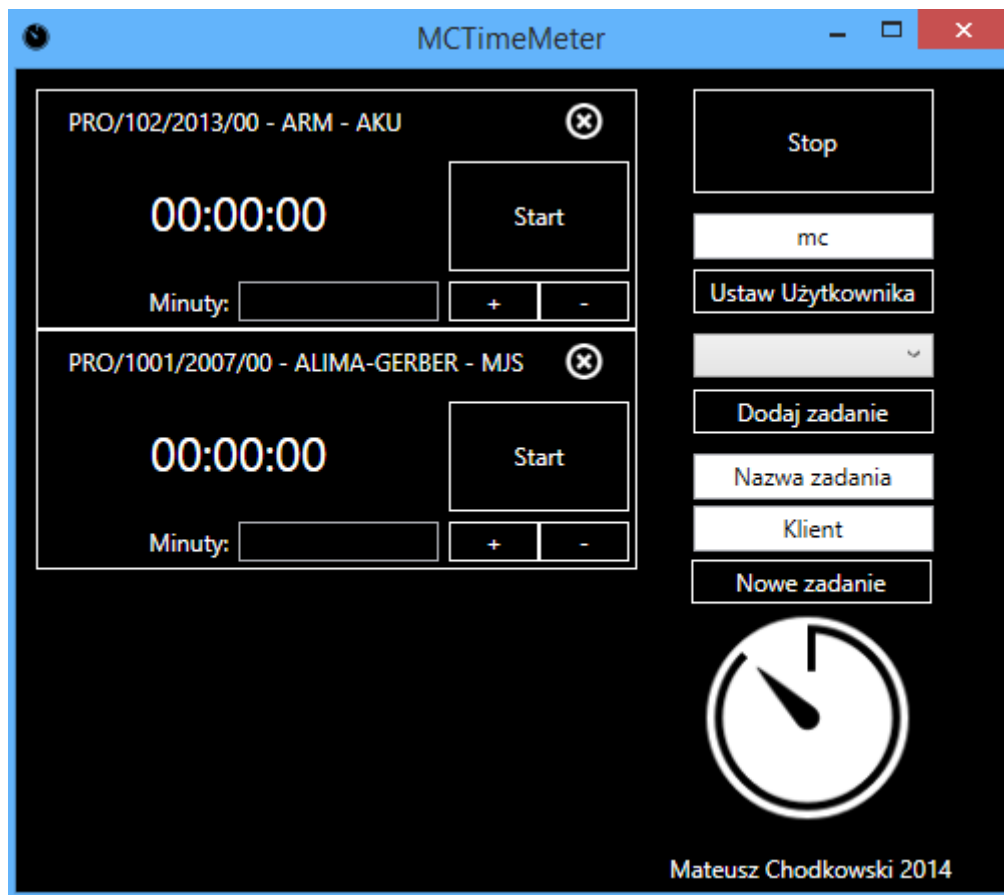 MCTimeMeter
PRO/102/2013/00 - ARM - AKU
00:00:00
Start
Minuty:
+
-
PRO/1001/2007/00 - ALIMA-GERBER - MJS
00:00:00
Start
Minuty:
+
-
Stop
mc
Ustaw Użytkownika
Dodaj zadanie
Nazwa zadania
Klient
Nowe zadanie
Mateusz Chodkowski 2014